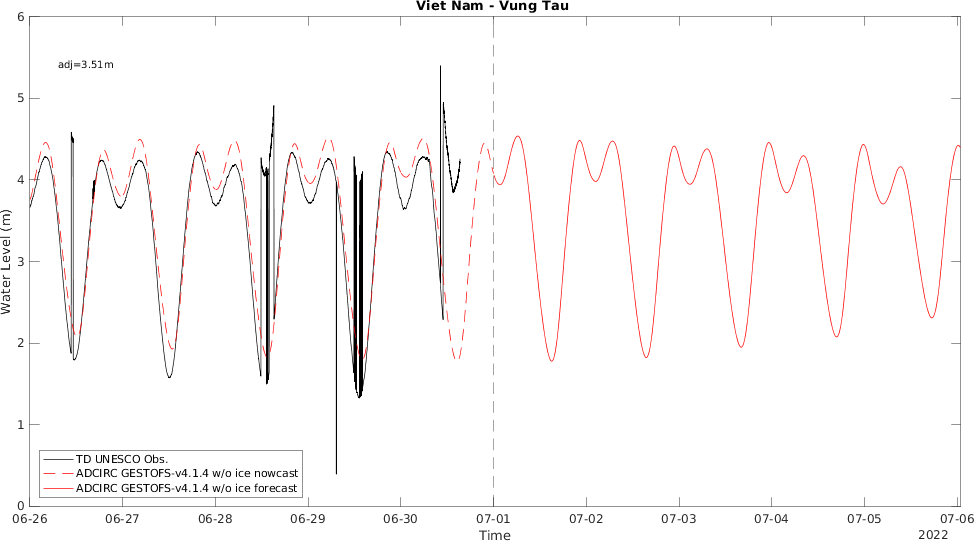 Viet Nam - Vung Tau
6
adj=3.51m
5
4
3
2
1
0
Water Level (m)
TD UNESCO Obs.
ADCIRC GESTOFS-v4.1.4 w/o ice nowcast
ADCIRC GESTOFS-v4.1.4 w/o ice forecast
06-26 06-27 06-28 06-29 06-30 07-01 07-02 07-03 07-04 07-05 07-06
Time
2022